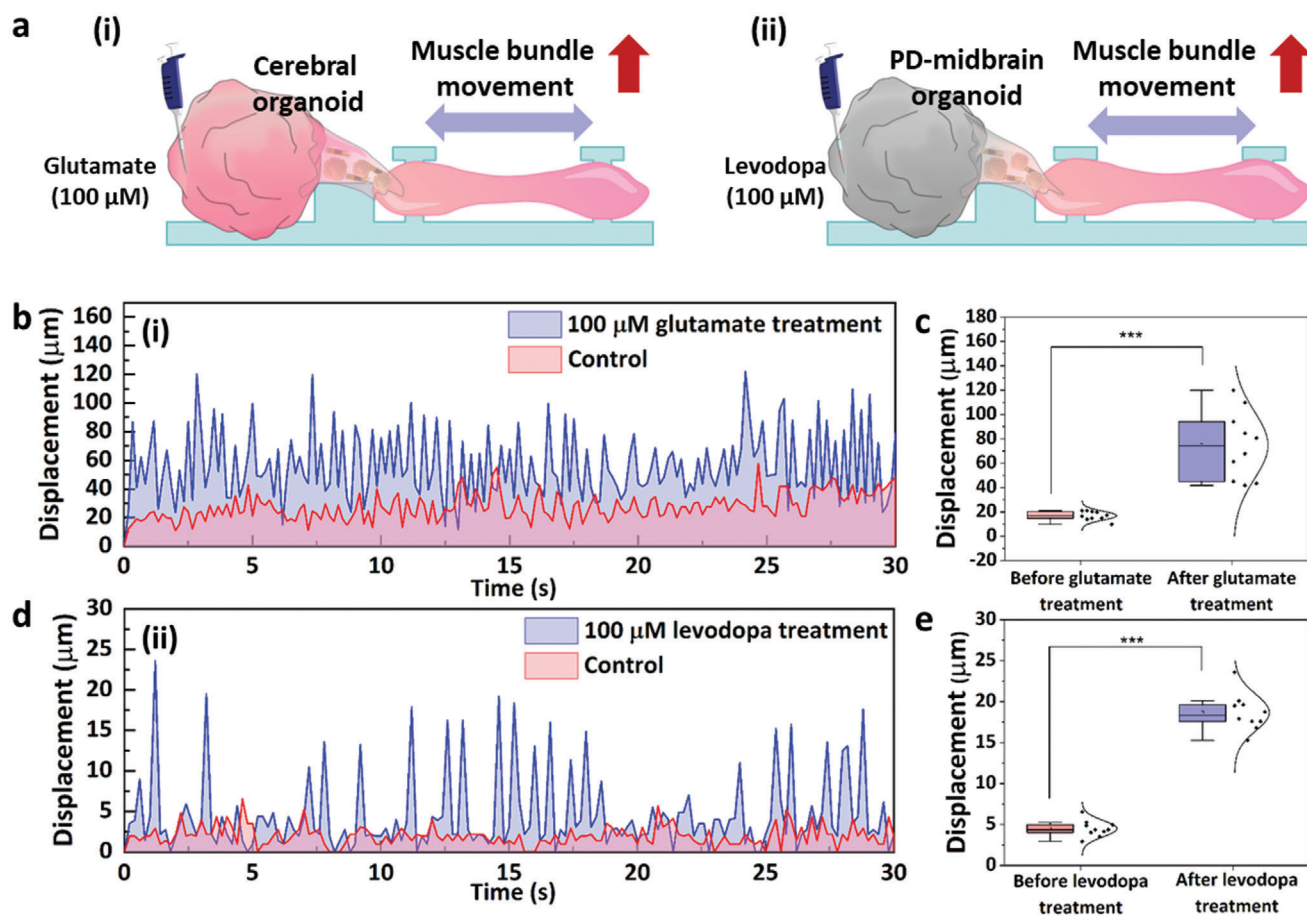 a
(i)
Cerebral
organoid
Muscle bundle
movement
Glutamate
(100 μM)
(ii)
PD-midbrain
organoid
Muscle bundle
movement
Levodopa
(100 μM)
b
(i)
Displacement (μm)
160
140
120
100
80
60
40
20
0
100 μM glutamate treatment
Control
0
5
10
15
20
25
30
Time (s)
c
Displacement (μm)
180
160
140
120
100
80
60
40
20
0
-20
***
Before glutamate
treatment
After glutamate
treatment
d
(ii)
Displacement (μm)
30
25
20
15
10
5
0
100 μM levodopa treatment
Control
0
5
10
15
20
25
30
Time (s)
e
Displacement (μm)
30
25
20
15
10
5
0
***
Before levodopa
treatment
After levodopa
treatment